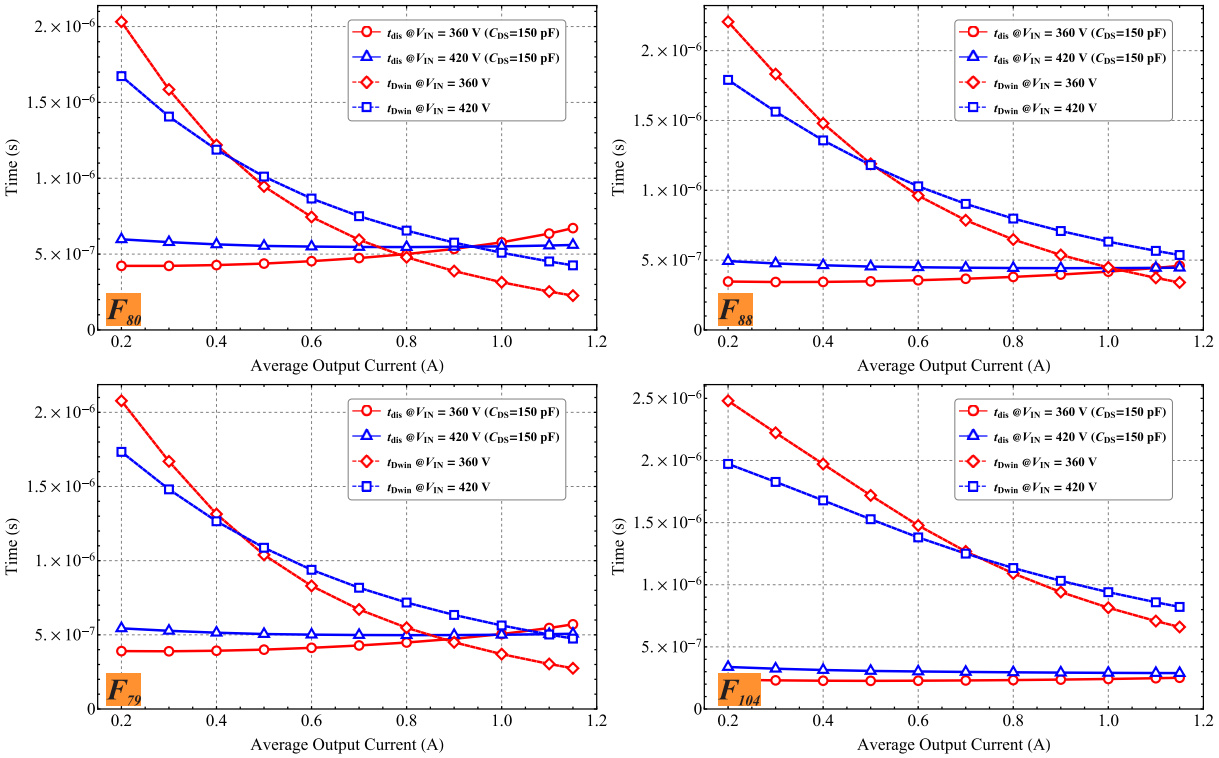 2. × 10⁻⁶
1.5 × 10⁻⁶
1. × 10⁻⁶
5. × 10⁻⁷
0
Time (s)
t_dis @V_IN = 360 V (C_DS=150 pF)
t_dis @V_IN = 420 V (C_DS=150 pF)
t_Dwin @V_IN = 360 V
t_Dwin @V_IN = 420 V
F_80
0.2 0.4 0.6 0.8 1.0 1.2
Average Output Current (A)
2. × 10⁻⁶
1.5 × 10⁻⁶
1. × 10⁻⁶
5. × 10⁻⁷
0
Time (s)
t_dis @V_IN = 360 V (C_DS=150 pF)
t_dis @V_IN = 420 V (C_DS=150 pF)
t_Dwin @V_IN = 360 V
t_Dwin @V_IN = 420 V
F_88
0.2 0.4 0.6 0.8 1.0 1.2
Average Output Current (A)
2. × 10⁻⁶
1.5 × 10⁻⁶
1. × 10⁻⁶
5. × 10⁻⁷
0
Time (s)
t_dis @V_IN = 360 V (C_DS=150 pF)
t_dis @V_IN = 420 V (C_DS=150 pF)
t_Dwin @V_IN = 360 V
t_Dwin @V_IN = 420 V
F_79
0.2 0.4 0.6 0.8 1.0 1.2
Average Output Current (A)
2.5 × 10⁻⁶
2. × 10⁻⁶
1.5 × 10⁻⁶
1. × 10⁻⁶
5. × 10⁻⁷
0
Time (s)
t_dis @V_IN = 360 V (C_DS=150 pF)
t_dis @V_IN = 420 V (C_DS=150 pF)
t_Dwin @V_IN = 360 V
t_Dwin @V_IN = 420 V
F_104
0.2 0.4 0.6 0.8 1.0 1.2
Average Output Current (A)